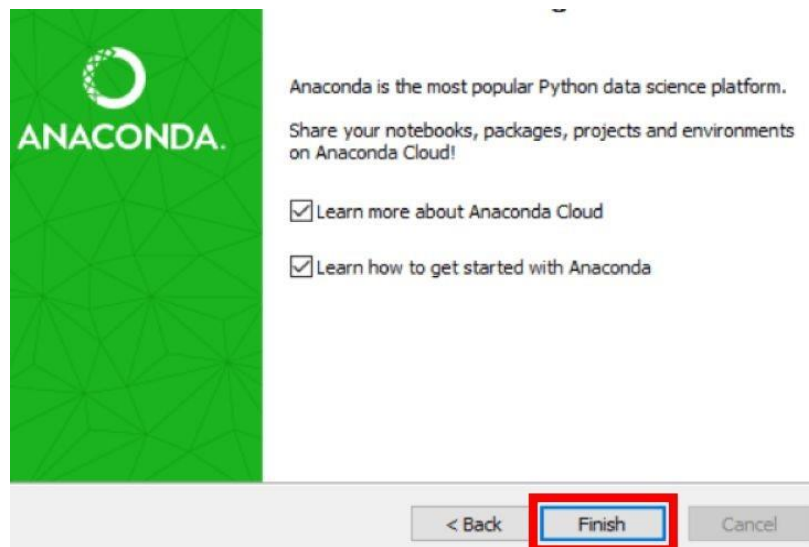 ANACONDA.
Anaconda is the most popular Python data science platform.
Share your notebooks, packages, projects and environments
on Anaconda Cloud!
Learn more about Anaconda Cloud
Learn how to get started with Anaconda
< Back
Finish
Cancel